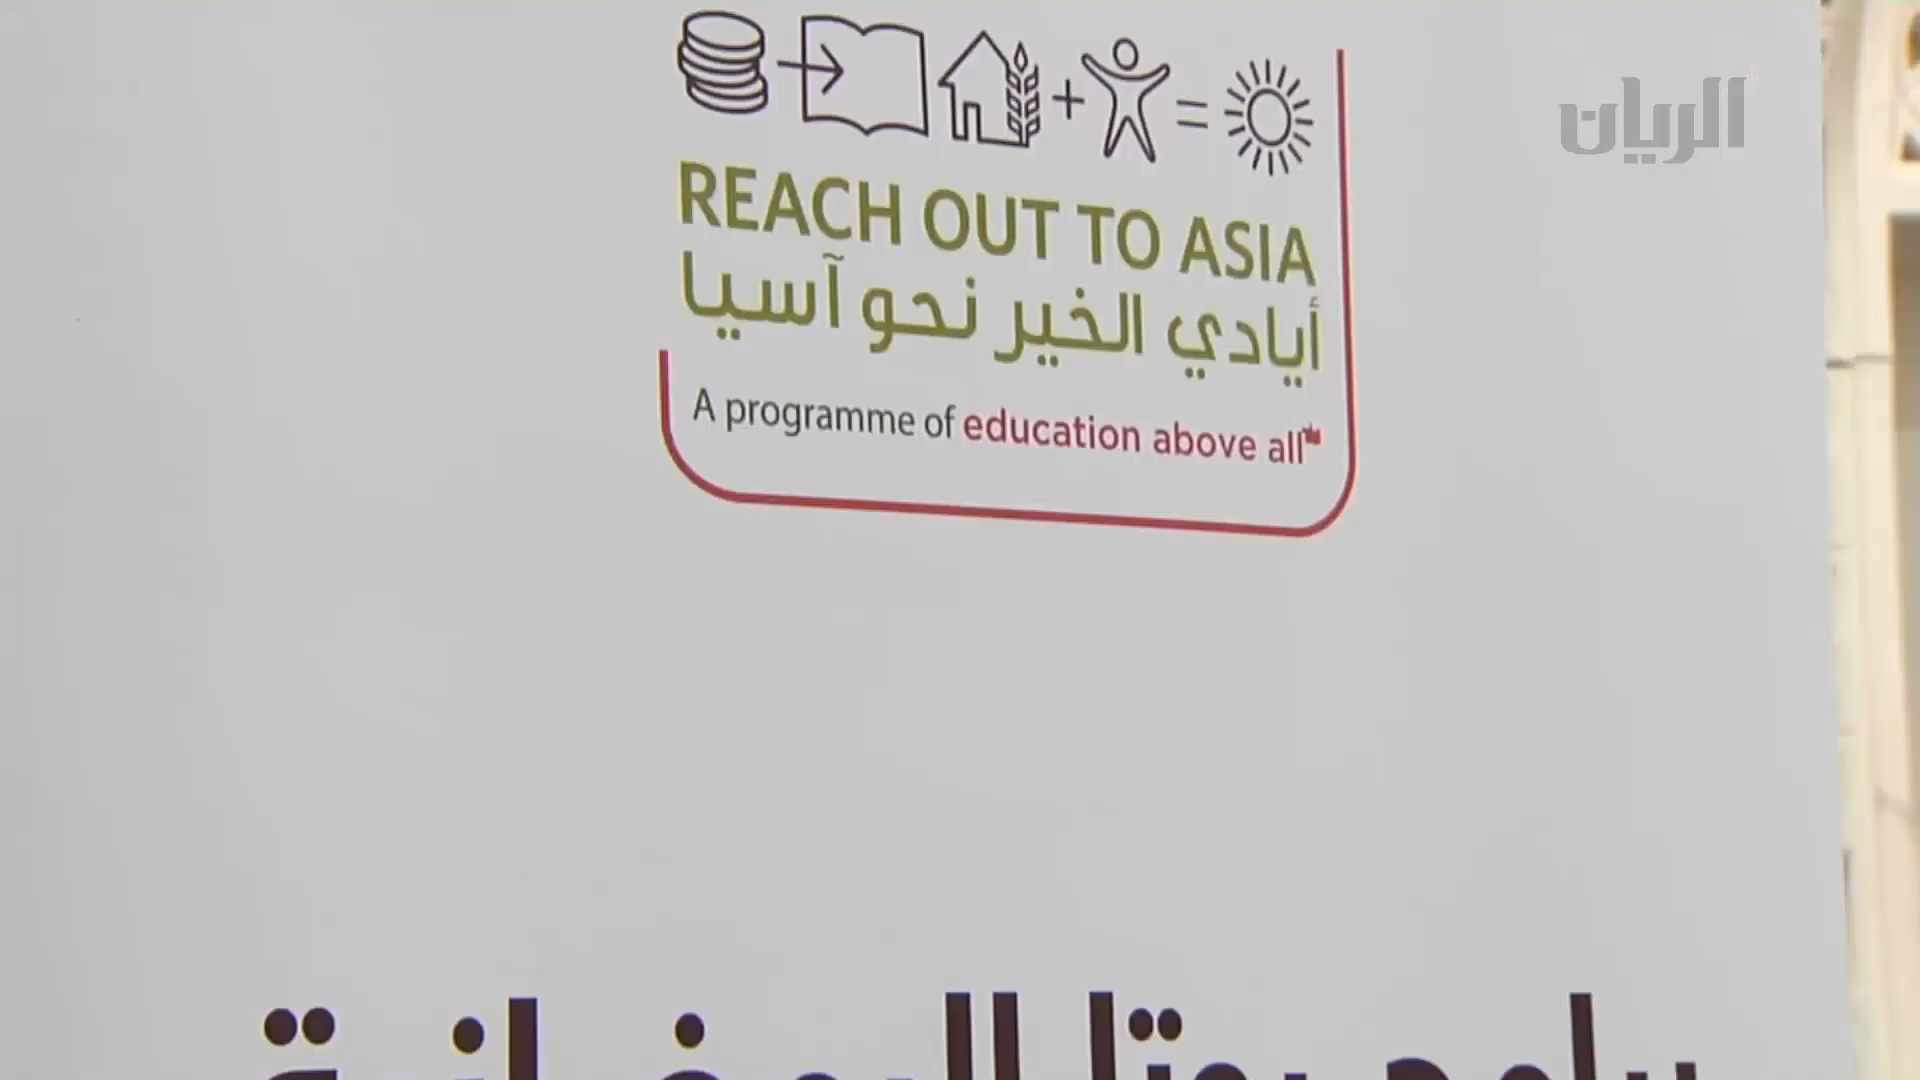 الريان
REACH OUT TO ASIA
أيادي الخير نحو آسيا
A programme of education above all